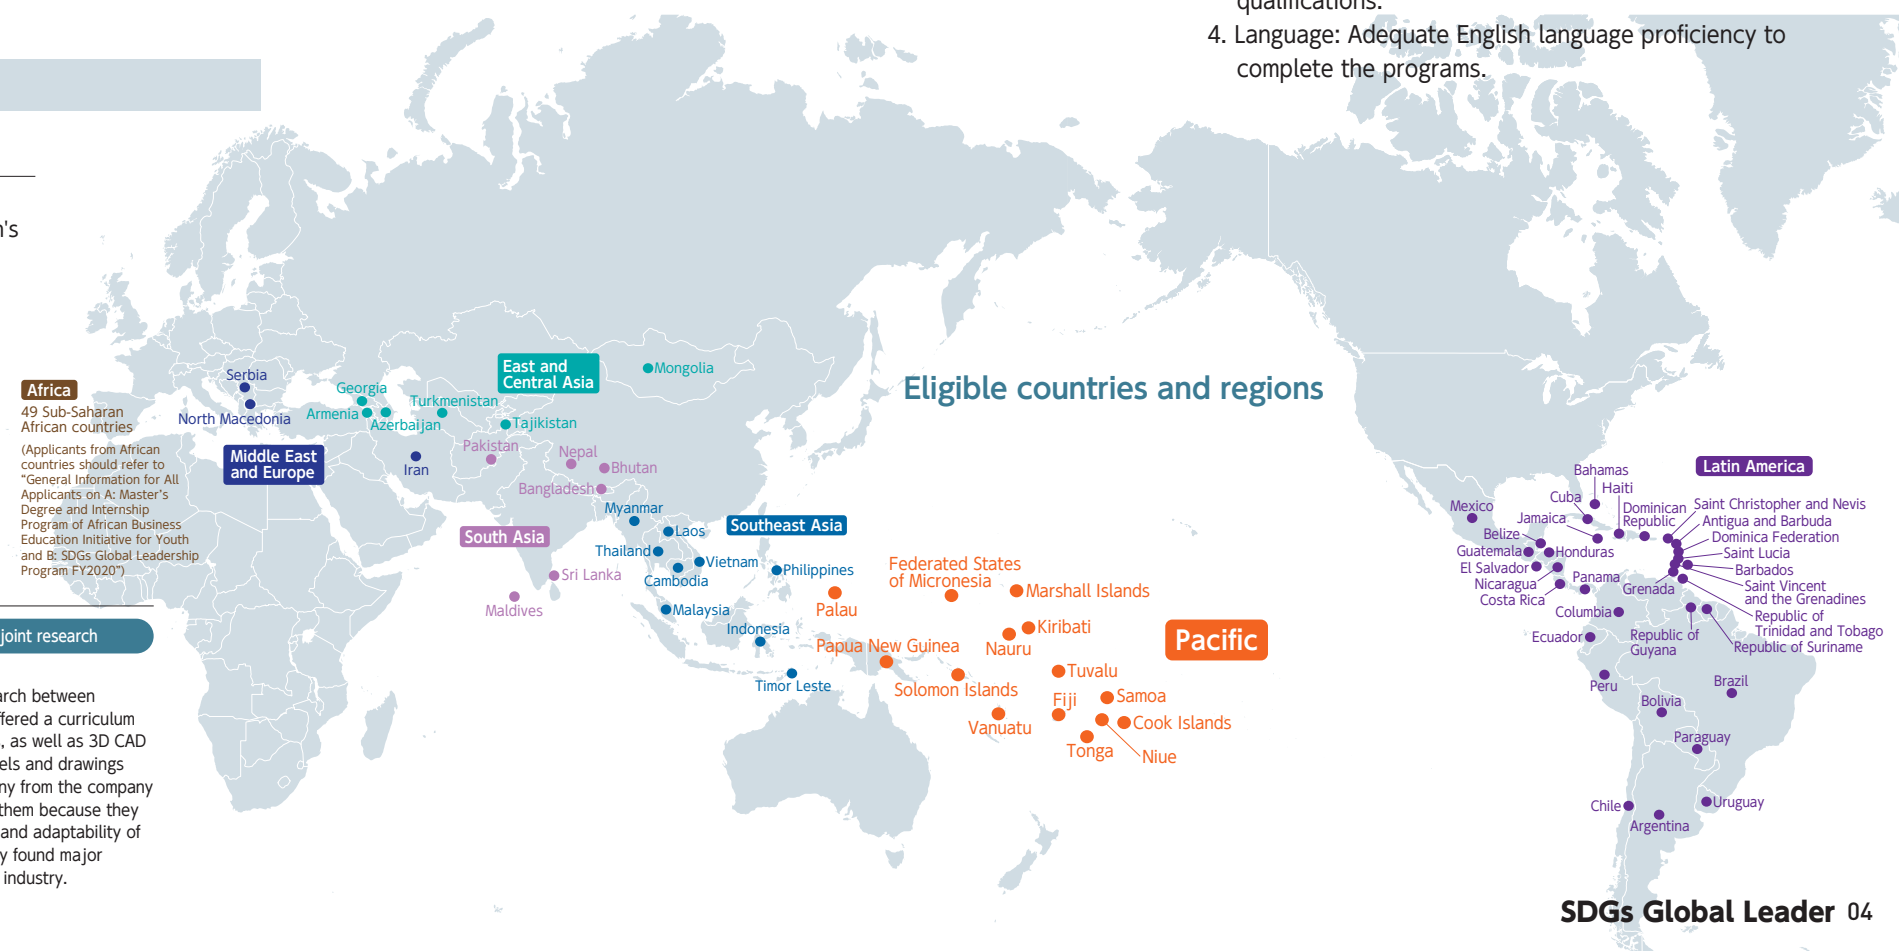 qualifications.
4. Language: Adequate English language proficiency to
complete the programs.
n's
Eligible countries and regions
Africa
49 Sub-Saharan
African countries
(Applicants from African
countries should refer to
"General Information for All
Applicants on A: Master's
Degree and Internship
Program of African Business
Education Initiative for Youth
and B: SDGs Global Leadership
Program FY2020")
joint research
arch between
ffered a curriculum
s, as well as 3D CAD
els and drawings
ny from the company
them because they
and adaptability of
y found major
industry.
Middle East
and Europe
Serbia
North Macedonia
Iran
East and
Central Asia
Georgia
Armenia
Azerbaijan
Turkmenistan
Tajikistan
Mongolia
South Asia
Pakistan
Nepal
Bhutan
Bangladesh
Sri Lanka
Maldives
Southeast Asia
Myanmar
Laos
Thailand
Vietnam
Cambodia
Philippines
Malaysia
Indonesia
Timor Leste
Pacific
Federated States
of Micronesia
Marshall Islands
Palau
Kiribati
Nauru
Papua New Guinea
Solomon Islands
Tuvalu
Vanuatu
Fiji
Samoa
Cook Islands
Tonga
Niue
Latin America
Bahamas
Haiti
Cuba
Mexico
Dominican
Republic
Jamaica
Belize
Guatemala
Honduras
El Salvador
Nicaragua
Costa Rica
Panama
Saint Christopher and Nevis
Antigua and Barbuda
Dominica Federation
Saint Lucia
Barbados
Saint Vincent
and the Grenadines
Grenada
Republic of
Trinidad and Tobago
Republic of Suriname
Republic of
Guyana
Columbia
Ecuador
Peru
Brazil
Bolivia
Paraguay
Chile
Uruguay
Argentina
SDGs Global Leader 04